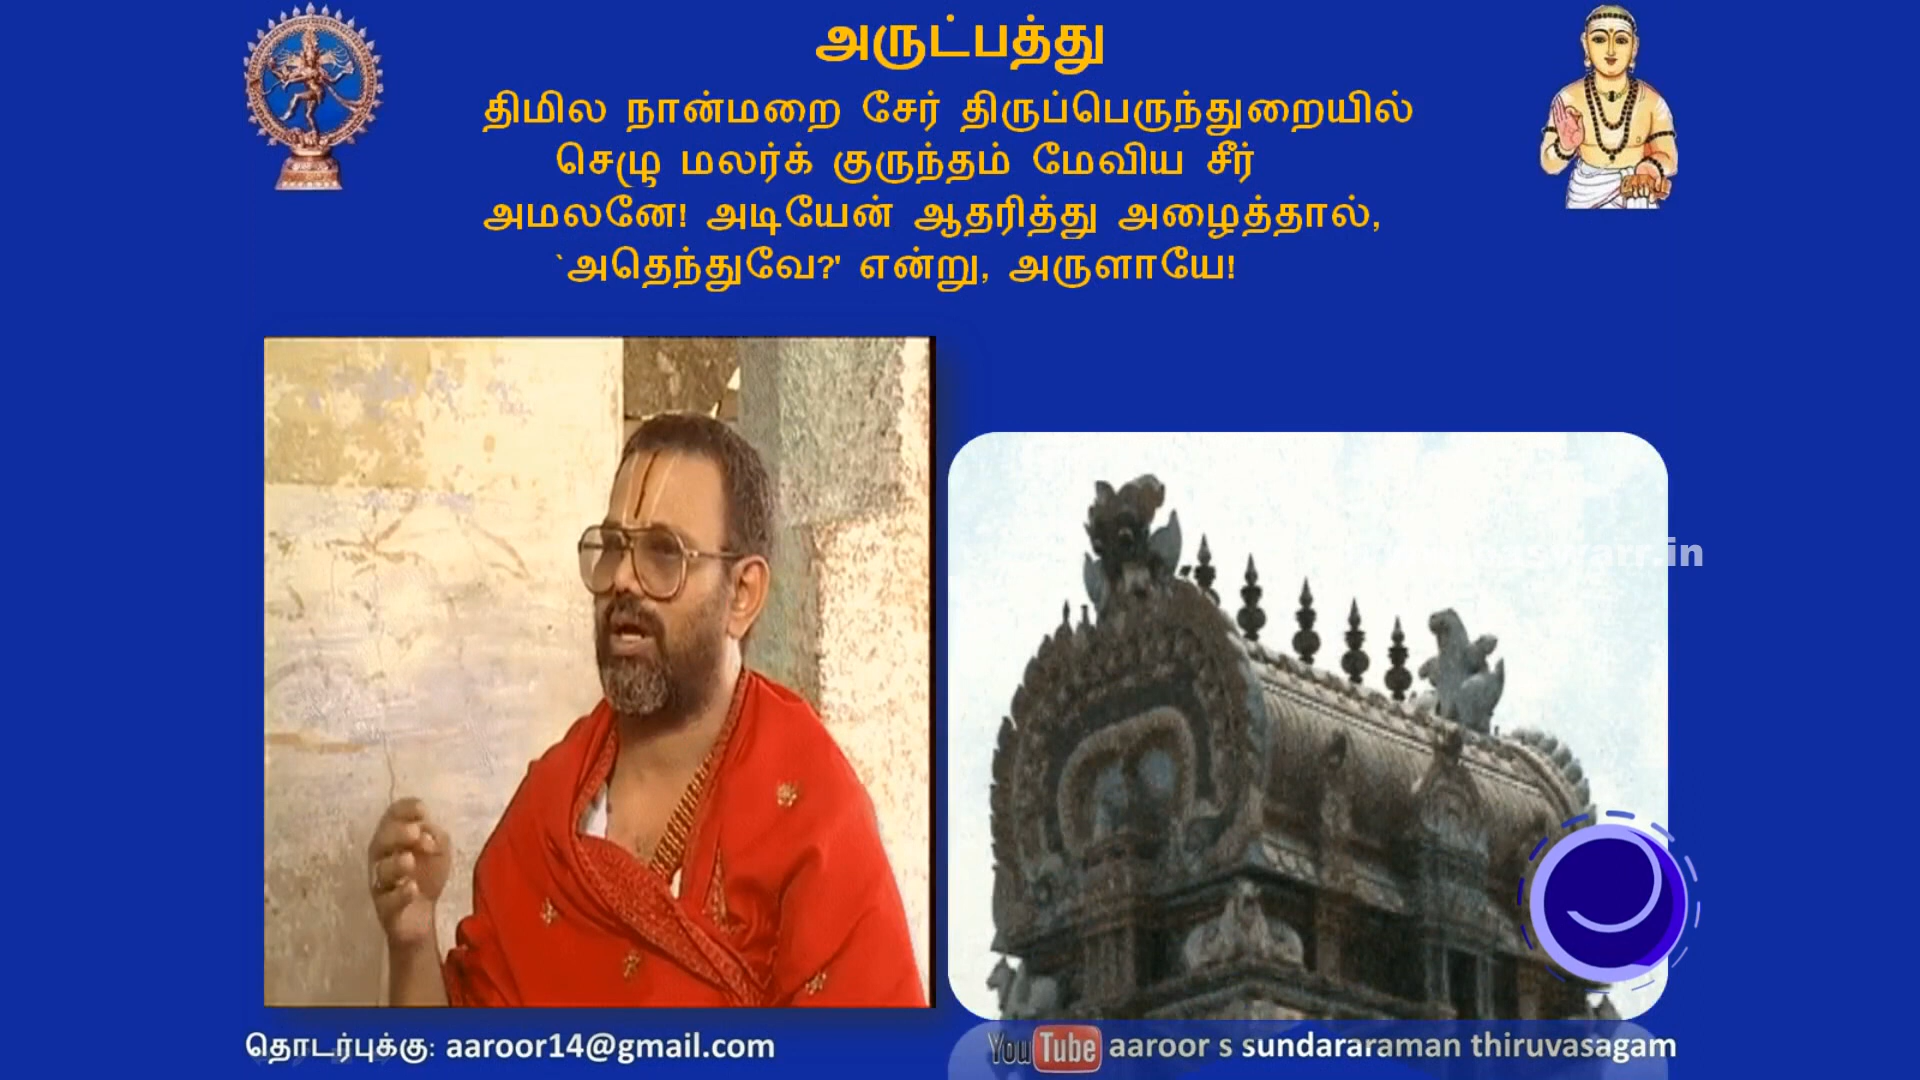 அருட்பத்து
திமில நான்மறை சேர் திருப்பெருந்துறையில்
செழு மலர்க் குருந்தம் மேவிய சீர்
அமலனே! அடியேன் ஆதரித்து அழைத்தால்,
`அதெந்துவே?' என்று, அருளாயே!
தொடர்புக்கு: aaroor14@gmail.com
YouTube aaroor s sundararaman thiruvasagam